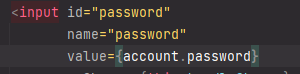 <input id="password"
name="password"
value={account.password}